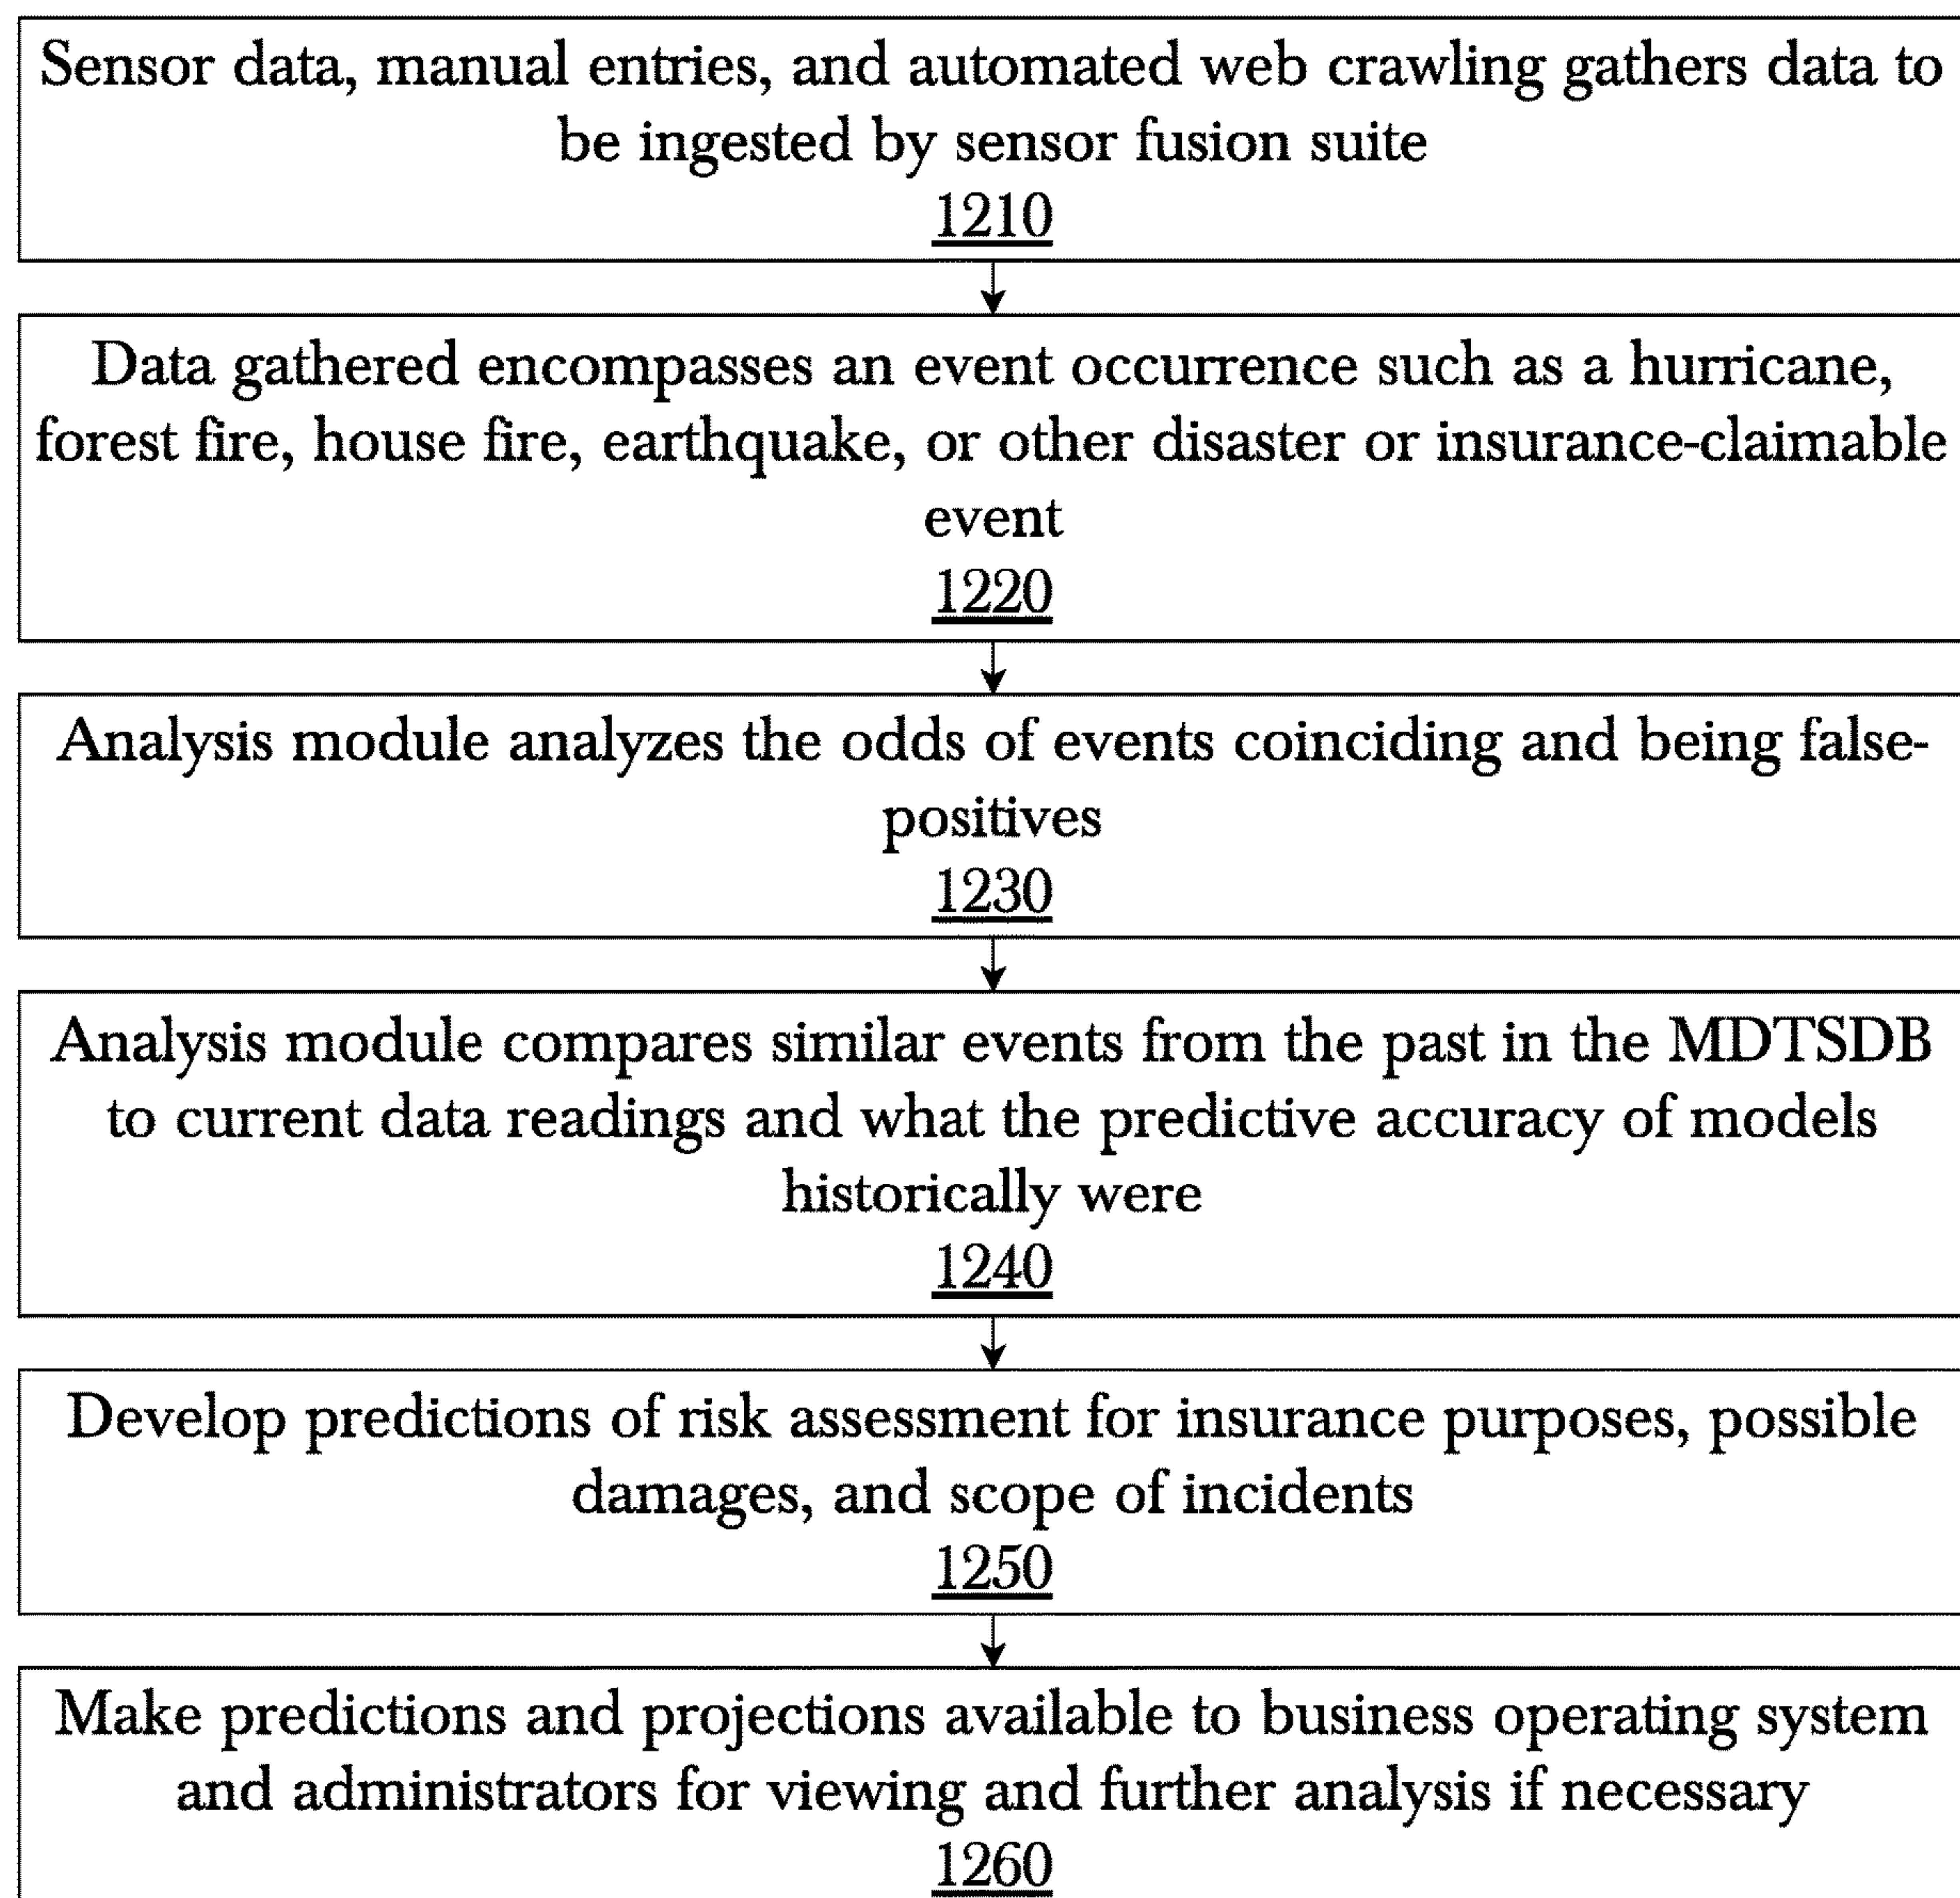 Sensor data, manual entries, and automated web crawling gathers data to
be ingested by sensor fusion suite
1210
Data gathered encompasses an event occurrence such as a hurricane,
forest fire, house fire, earthquake, or other disaster or insurance-claimable
event
1220
Analysis module analyzes the odds of events coinciding and being false-
positives
1230
Analysis module compares similar events from the past in the MDTSDB
to current data readings and what the predictive accuracy of models
historically were
1240
Develop predictions of risk assessment for insurance purposes, possible
damages, and scope of incidents
1250
Make predictions and projections available to business operating system
and administrators for viewing and further analysis if necessary
1260